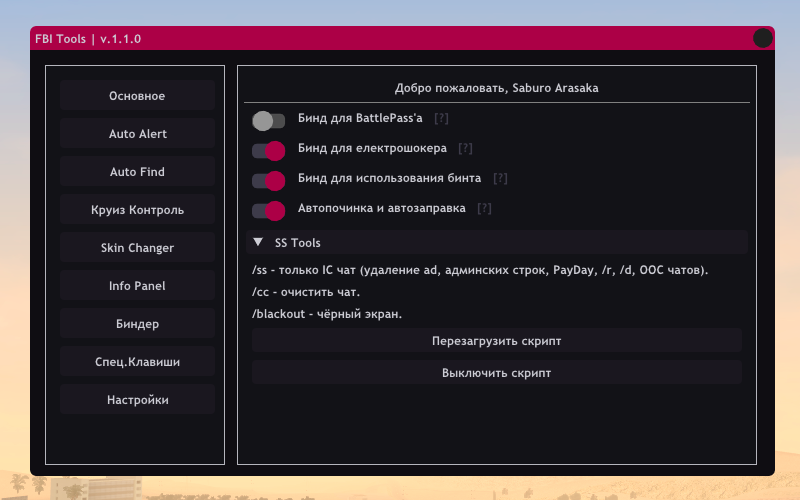 FBI Tools | v.1.1.0
Основное
Auto Alert
Auto Find
Круиз Контроль
Skin Changer
Info Panel
Биндер
Спец.Клавиши
Настройки
Добро пожаловать, Saburo Arasaka
Бинд для BattlePass'а [?]
Бинд для електрошокера [?]
Бинд для использования бинта [?]
Автопочинка и автозаправка [?]
SS Tools
/ss - только IC чат (удаление ad, админских строк, PayDay, /r, /d, OOC чатов).
/cc - очистить чат.
/blackout - чёрный экран.
Перезагрузить скрипт
Выключить скрипт